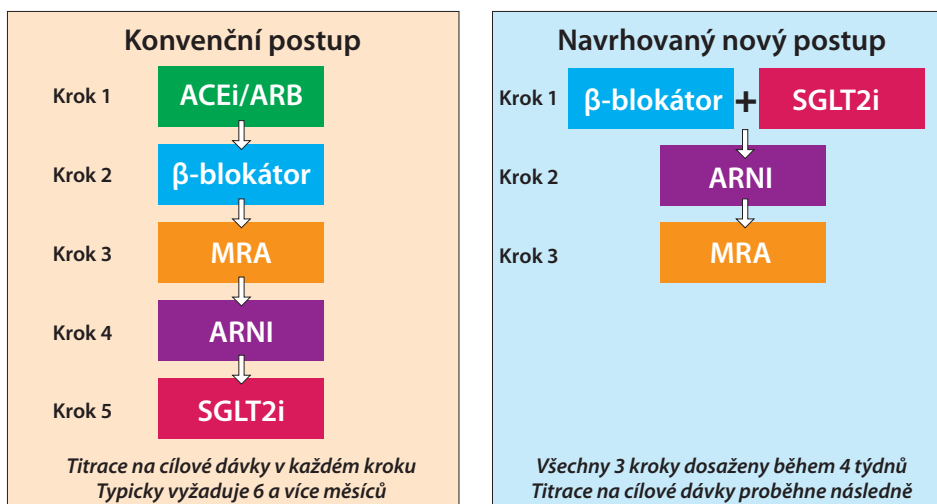 Konvenční postup
Krok 1
ACEi/ARB
Krok 2
β-blokátor
Krok 3
MRA
Krok 4
ARNI
Krok 5
SGLT2i
Titrace na cílové dávky v každém kroku
Typicky vyžaduje 6 a více měsíců
Navrhovaný nový postup
Krok 1
β-blokátor + SGLT2i
Krok 2
ARNI
Krok 3
MRA
Všechny 3 kroky dosaženy během 4 týdnů
Titrace na cílové dávky proběhne následně